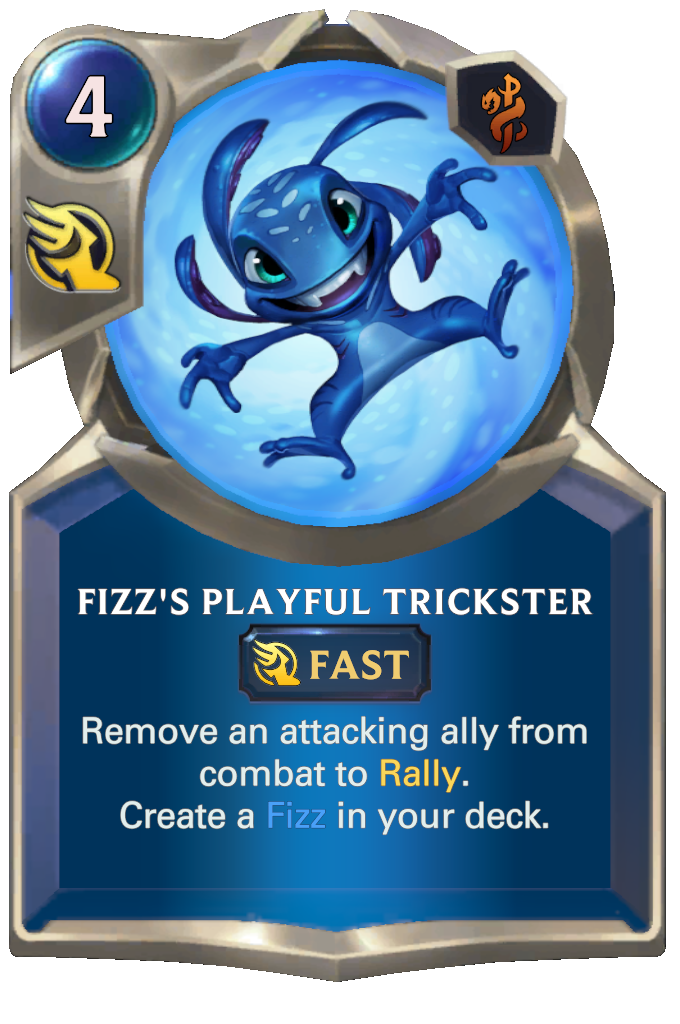 4
FIZZ'S PLAYFUL TRICKSTER
FAST
Remove an attacking ally from
combat to Rally.
Create a Fizz in your deck.